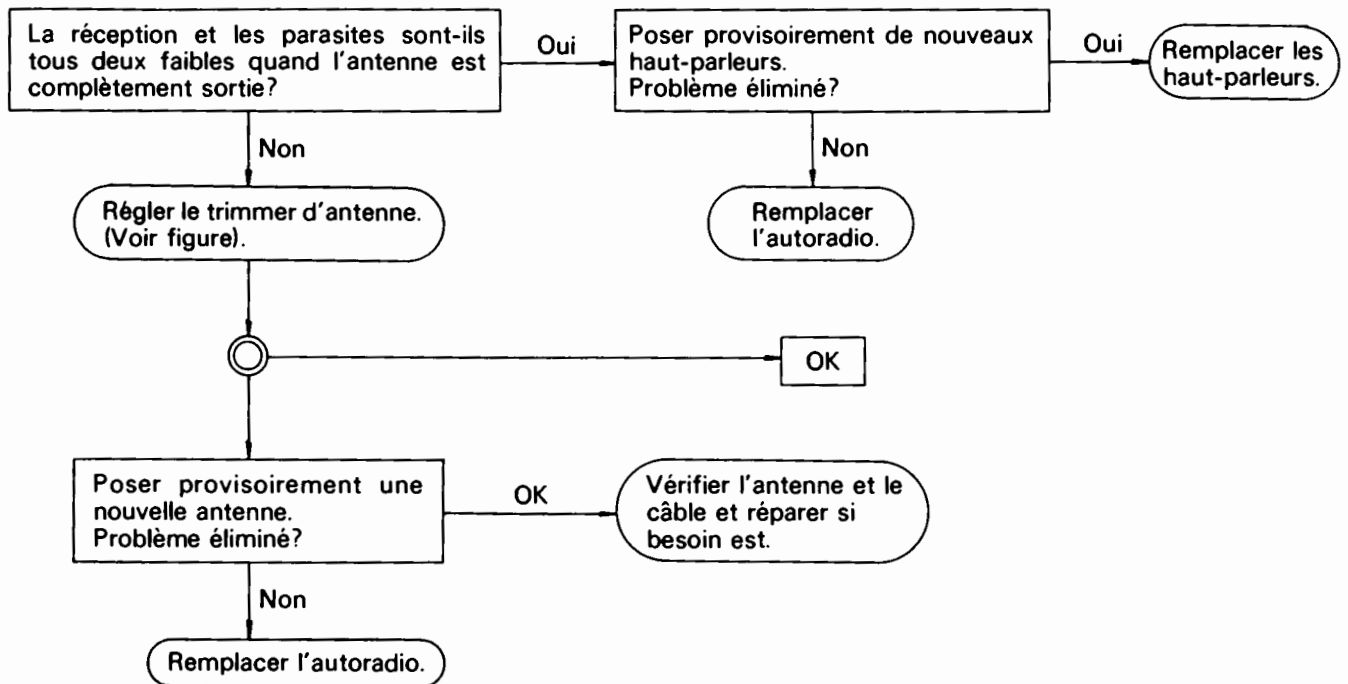 La réception et les parasites sont-ils
tous deux faibles quand l'antenne est
complètement sortie?
Oui
Poser provisoirement de nouveaux
haut-parleurs.
Problème éliminé?
Oui
Remplacer les
haut-parleurs.
Non
Non
Régler le trimmer d'antenne.
(Voir figure).
Remplacer
l'autoradio.
OK
Poser provisoirement une
nouvelle antenne.
Problème éliminé?
OK
Vérifier l'antenne et le
câble et réparer si
besoin est.
Non
Remplacer l'autoradio.